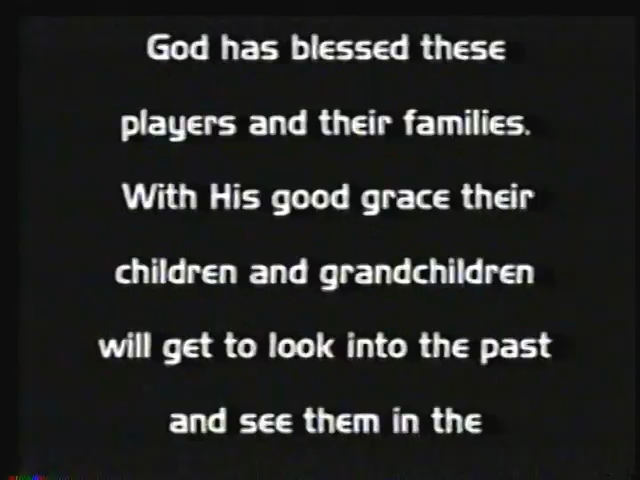 God has blessed these
players and their families.
With His good grace their
children and grandchildren
will get to look into the past
and see them in the